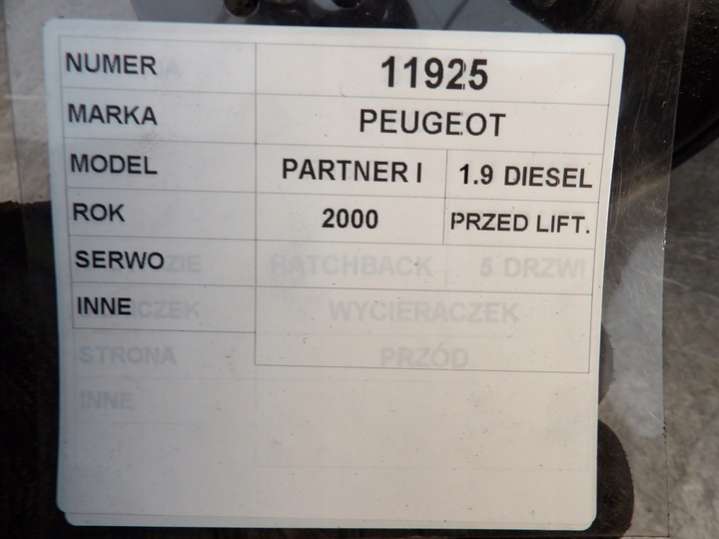 NUMER 11925
MARKA PEUGEOT
MODEL PARTNER I 1.9 DIESEL
ROK 2000 PRZED LIFT.
SERWO HATCHBACK 5 DRZWI
INNE WYCIERACZEK
STRONA PRZÓD
INNE